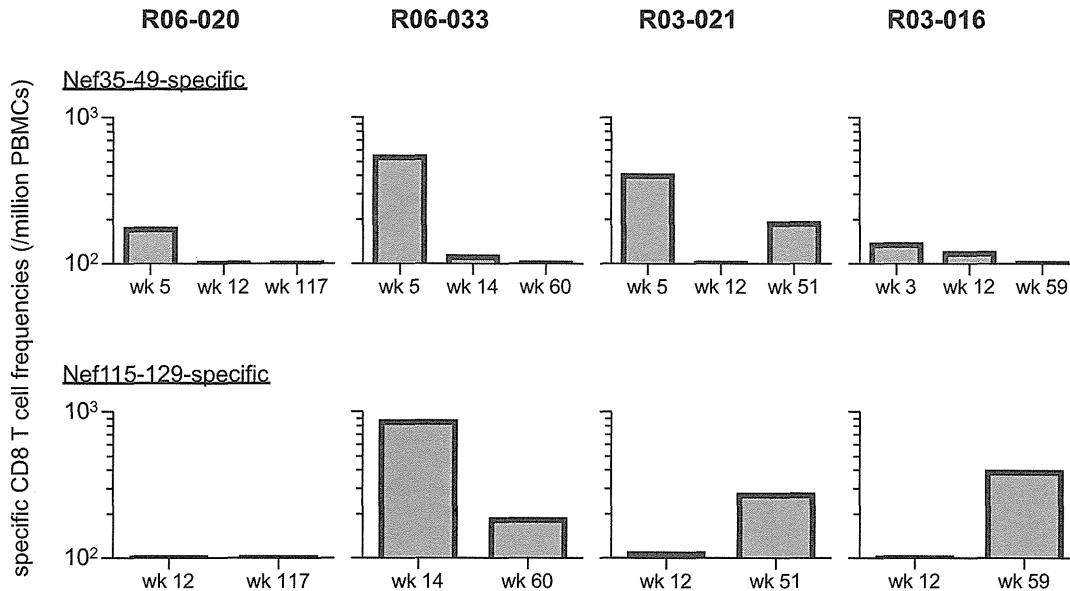 R06-020 R06-033 R03-021 R03-016
specific CD8 T cell frequencies (/million PBMCs)
Nef35-49-specific
10³
10²
wk 5 wk 12 wk 117 wk 5 wk 14 wk 60 wk 5 wk 12 wk 51 wk 3 wk 12 wk 59
Nef115-129-specific
10³
10²
wk 12 wk 117 wk 14 wk 60 wk 12 wk 51 wk 12 wk 59